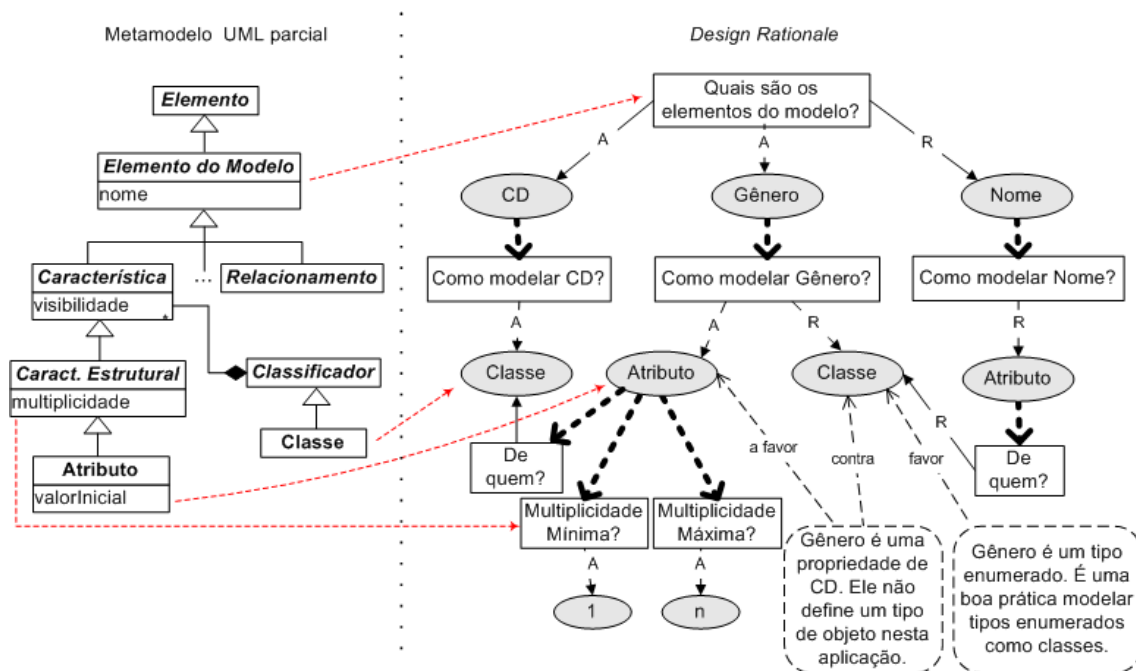 Metamodelo UML parcial
Elemento
Elemento do Modelo
nome
Característica
visibilidade
*
...
Relacionamento
Caract. Estrutural
multiplicidade
Classificador
Classe
Atributo
valorInicial
Design Rationale
Quais são os
elementos do modelo?
A
A
R
CD
Gênero
Nome
Como modelar CD?
Como modelar Gênero?
Como modelar Nome?
A
A
R
R
Classe
Atributo
Classe
Atributo
De
quem?
a favor
contra
favor
R
De
quem?
Multiplicidade
Mínima?
Multiplicidade
Máxima?
A
A
1
n
Gênero é uma
propriedade de
CD. Ele não
define um tipo
de objeto nesta
aplicação.
Gênero é um tipo
enumerado. É uma
boa prática modelar
tipos enumerados
como classes.